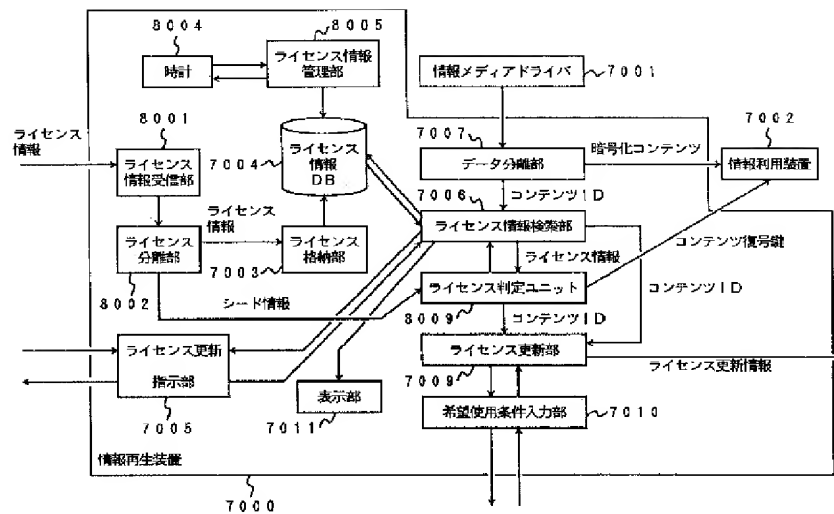 8004
8005
時計
ライセンス情報
管理部
情報メディアドライバ
7001
ライセンス
情報
8001
ライセンス
情報受信部
7004
ライセンス
情報
DB
7007
データ分離部
暗号化コンテンツ
7002
情報利用装置
7006
コンテンツID
ライセンス
情報
ライセンス情報検索部
ライセンス
分離部
8002
7003
ライセンス
格納部
ライセンス情報
コンテンツ復号鍵
シード情報
ライセンス判定ユニット
8009
コンテンツID
コンテンツID
ライセンス更新
指示部
7005
ライセンス更新部
7009
ライセンス更新情報
表示部
7011
希望使用条件入力部
7010
情報再生装置
7000